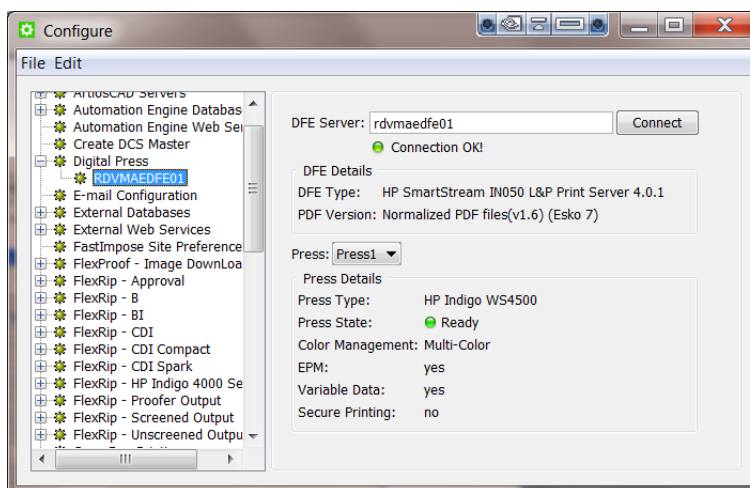 Configure
File Edit
ArtiosCAD Servers
Automation Engine Databas
Automation Engine Web Ser
Create DCS Master
Digital Press
RDVMAEDFE01
E-mail Configuration
External Databases
External Web Services
FastImpose Site Preference
FlexProof - Image DownLoa
FlexRip - Approval
FlexRip - B
FlexRip - BI
FlexRip - CDI
FlexRip - CDI Compact
FlexRip - CDI Spark
FlexRip - HP Indigo 4000 Se
FlexRip - Proofer Output
FlexRip - Screened Output
FlexRip - Unscreened Outpu
DFE Server: rdvmaedfe01 Connect
Connection OK!
DFE Details
DFE Type: HP SmartStream IN050 L&P Print Server 4.0.1
PDF Version: Normalized PDF files(v1.6) (Esko 7)
Press: Press1
Press Details
Press Type: HP Indigo WS4500
Press State: Ready
Color Management: Multi-Color
EPM: yes
Variable Data: yes
Secure Printing: no